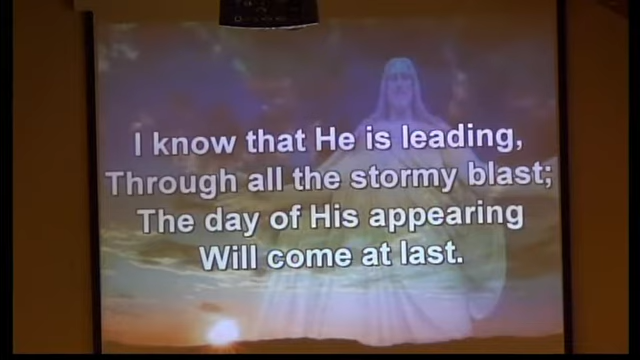 I know that He is leading,
Through all the stormy blast;
The day of His appearing
Will come at last.